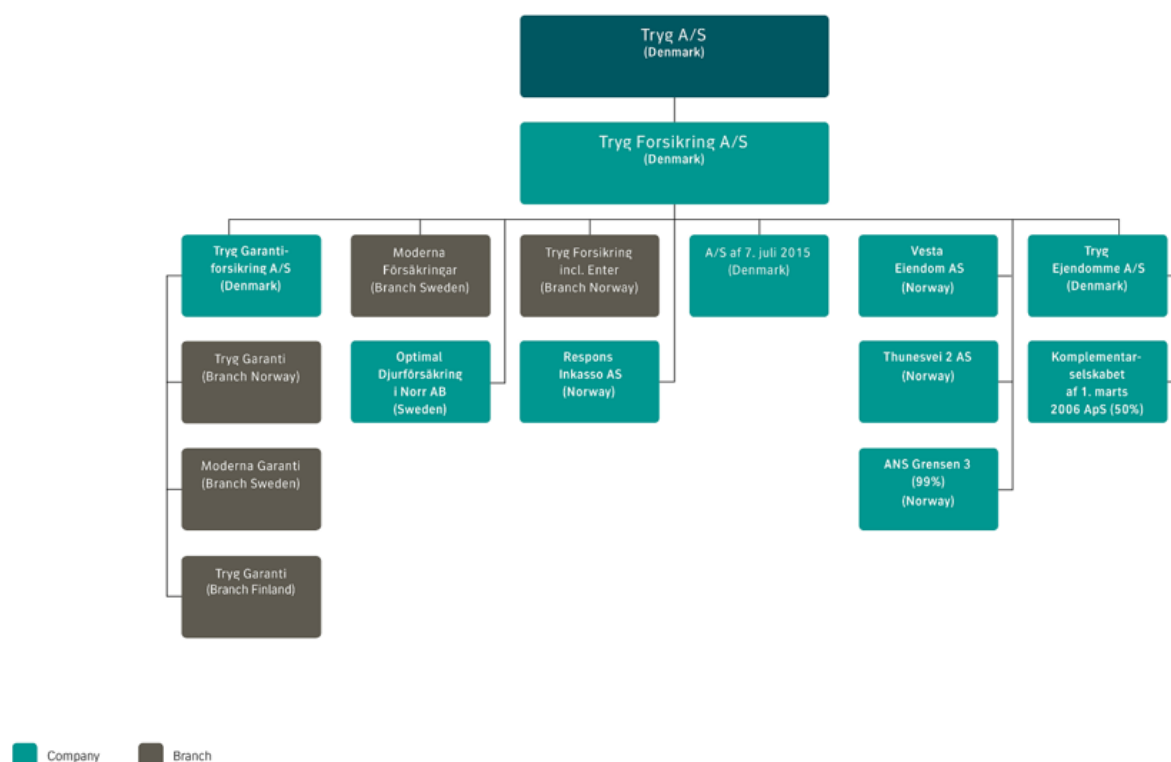 Tryg A/S
(Denmark)
Tryg Forsikring A/S
(Denmark)
Tryg Garanti-
forsikring A/S
(Denmark)
Moderna
Försäkringar
(Branch Sweden)
Tryg Forsikring
incl. Enter
(Branch Norway)
A/S af 7. juli 2015
(Denmark)
Vesta
Eiendom AS
(Norway)
Tryg
Ejendomme A/S
(Denmark)
Tryg Garanti
(Branch Norway)
Optimal
Djurförsäkring
i Norr AB
(Sweden)
Respons
Inkasso AS
(Norway)
Thunesvei 2 AS
(Norway)
Komplementar-
selskabet
af 1. marts
2006 ApS (50%)
Moderna Garanti
(Branch Sweden)
ANS Grensen 3
(99%)
(Norway)
Tryg Garanti
(Branch Finland)
Company
Branch